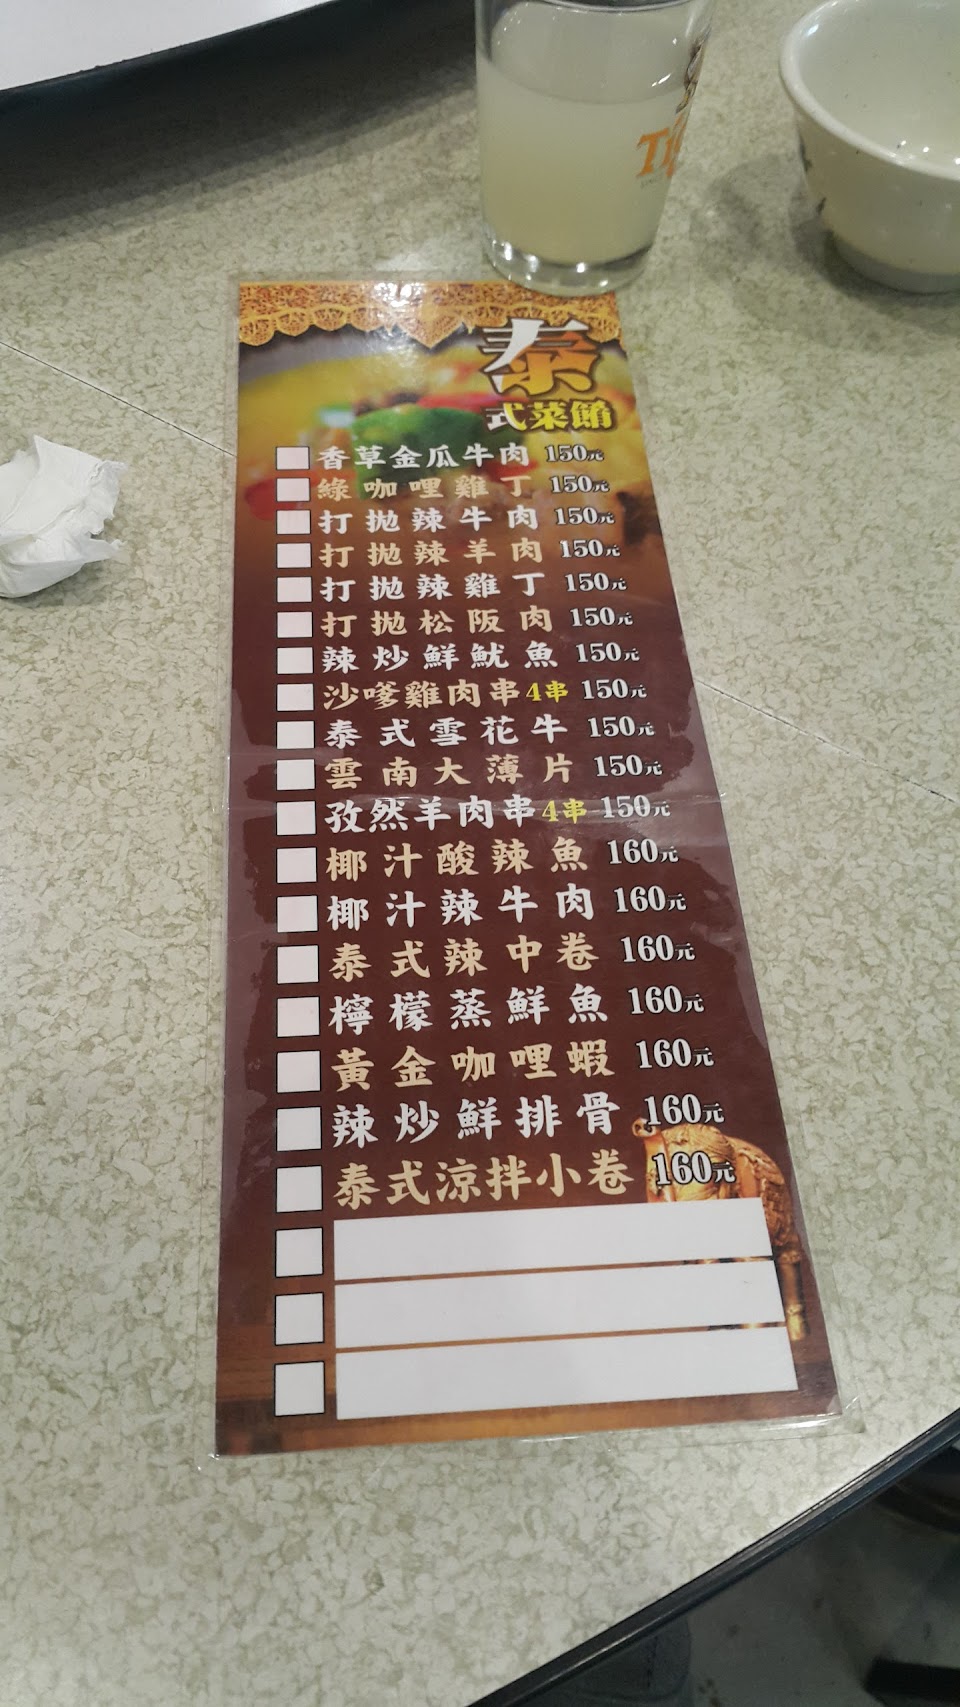 泰
式菜餚
香草金瓜牛肉 150元
綠咖哩雞丁 150元
打拋辣牛肉 150元
打拋辣羊肉 150元
打拋辣雞丁 150元
打拋松阪肉 150元
辣炒鮮魷魚 150元
沙嗲雞肉串4串 150元
泰式雪花牛 150元
雲南大薄片 150元
孜然羊肉串4串 150元
椰汁酸辣魚 160元
椰汁辣牛肉 160元
泰式辣中卷 160元
檸檬蒸鮮魚 160元
黃金咖哩蝦 160元
辣炒鮮排骨 160元
泰式涼拌小卷 160元